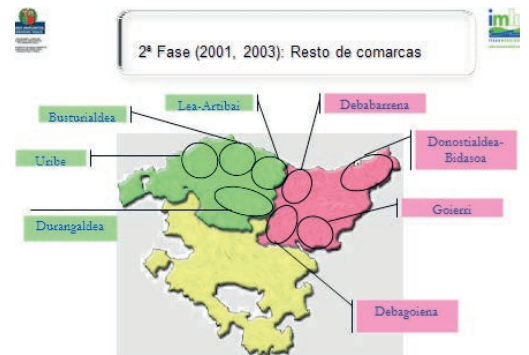 2ª Fase (2001, 2003): Resto de comarcas
Lea-Artibai
Debabarrena
Busturialdea
Donostialdea-
Bidasoa
Uribe
Goierri
Durangaldea
Debagoiena